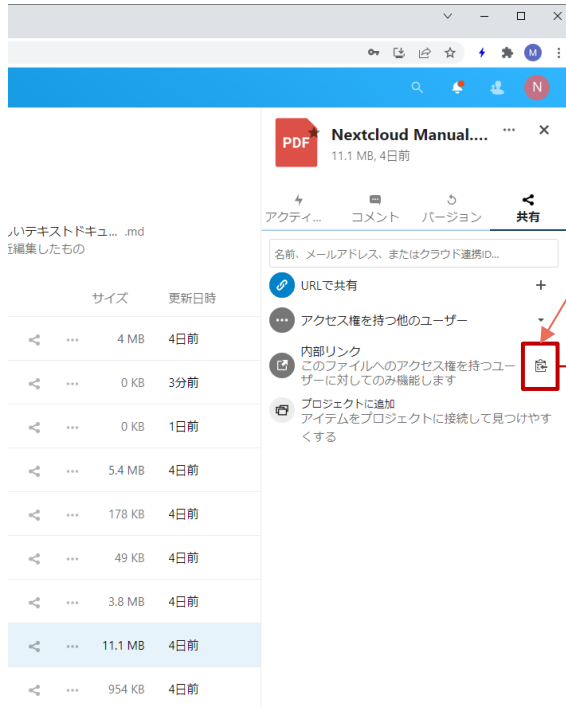 M
N
PDF
Nextcloud Manual....
11.1 MB, 4日前
アクティ...
コメント
バージョン
共有
いテキストドキュ... .md
編集したもの
名前、メールアドレス、またはクラウド連携ID...
URLで共有
アクセス権を持つ他のユーザー
内部リンク
このファイルへのアクセス権を持つユー
ザーに対してのみ機能します
プロジェクトに追加
アイテムをプロジェクトに接続して見つけやす
くする
サイズ 更新日時
4 MB 4日前
0 KB 3分前
0 KB 1日前
5.4 MB 4日前
178 KB 4日前
49 KB 4日前
3.8 MB 4日前
11.1 MB 4日前
954 KB 4日前